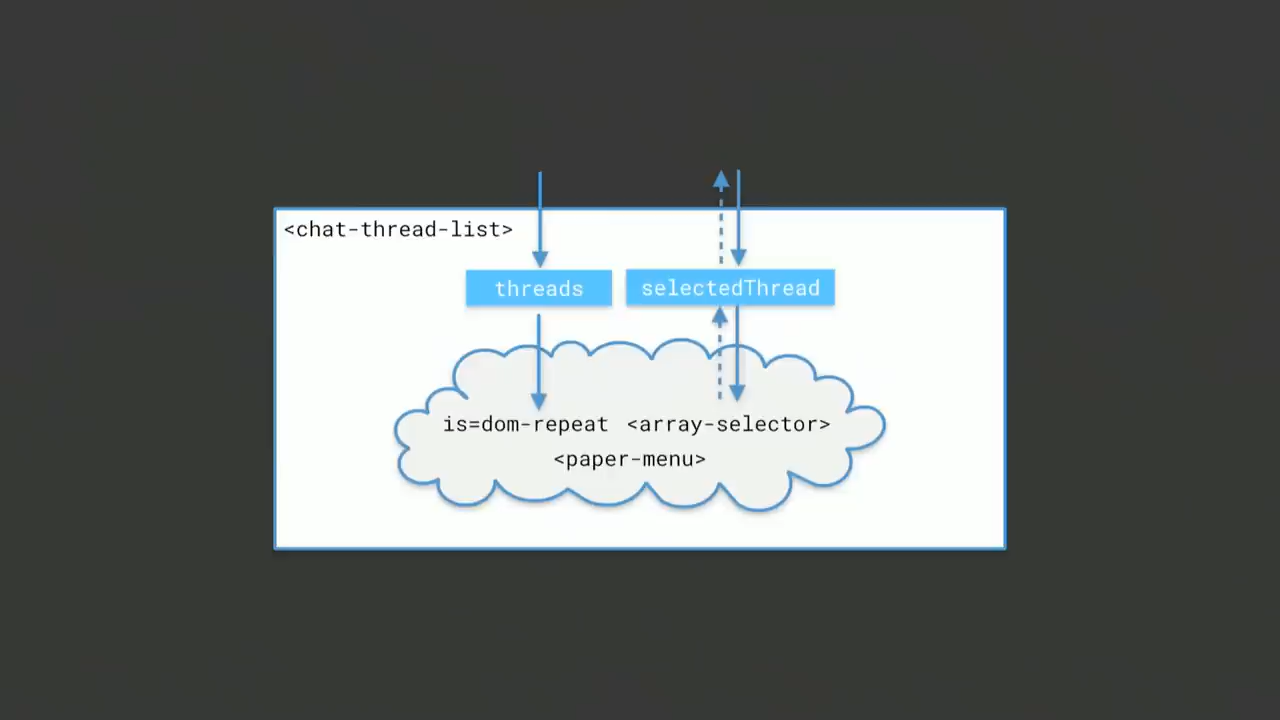 <chat-thread-list>
threads selectedThread
is=dom-repeat <array-selector>
<paper-menu>